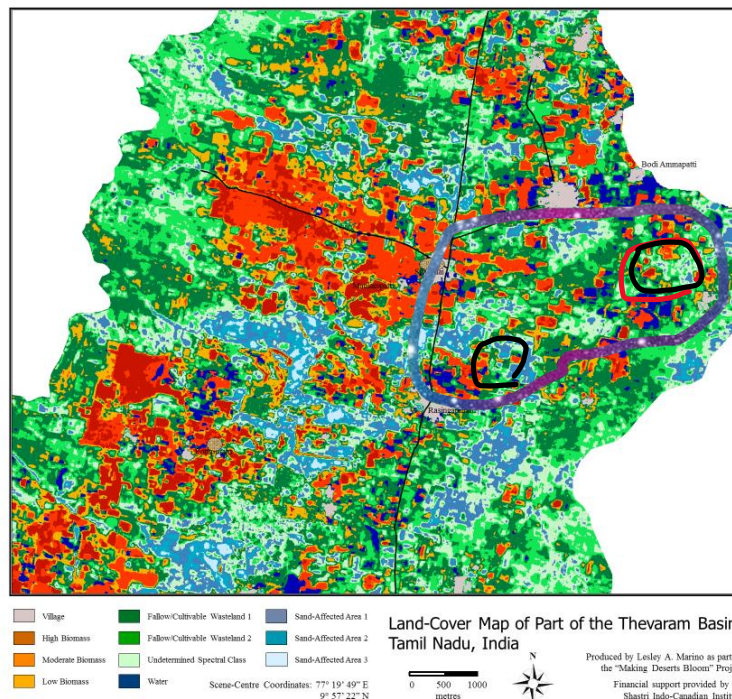 Bodi Ammapatti
Village
High Biomass
Moderate Biomass
Low Biomass
Fallow/Cultivable Wasteland 1
Fallow/Cultivable Wasteland 2
Undetermined Spectral Class
Water
Sand-Affected Area 1
Sand-Affected Area 2
Sand-Affected Area 3
Scene-Centre Coordinates: 77° 19' 49" E
9° 57' 22" N
Land-Cover Map of Part of the Thevaram Basin
Tamil Nadu, India
0 500 1000
metres
N
Produced by Lesley A. Marino as part
the "Making Deserts Bloom" Proj
Financial support provided by
Shastri Indo-Canadian Instit